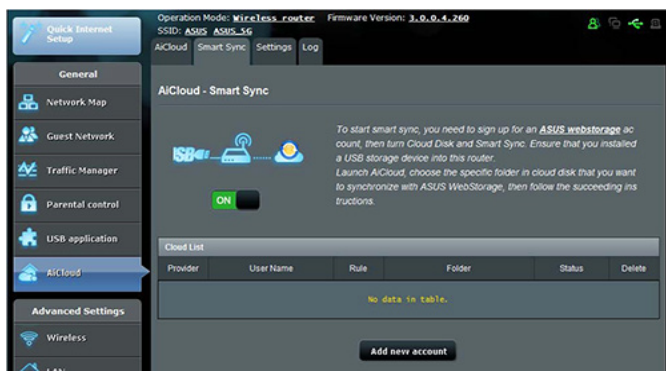 Quick Internet
Setup
Operation Mode: Wireless router Firmware Version: 3.0.0.4.260
SSID: ASUS ASUS_5G
AiCloud Smart Sync Settings Log
General
Network Map
Guest Network
Traffic Manager
Parental control
USB application
AiCloud
Advanced Settings
Wireless
LAN
AiCloud - Smart Sync
To start smart sync, you need to sign up for an ASUS webstorage ac
count, then turn Cloud Disk and Smart Sync. Ensure that you installed
a USB storage device into this router.
Launch AiCloud, choose the specific folder in cloud disk that you want
to synchronize with ASUS WebStorage, then follow the succeeding ins
tructions.
ON
Cloud List
Provider User Name Rule Folder Status Delete
No data in table.
Add new account